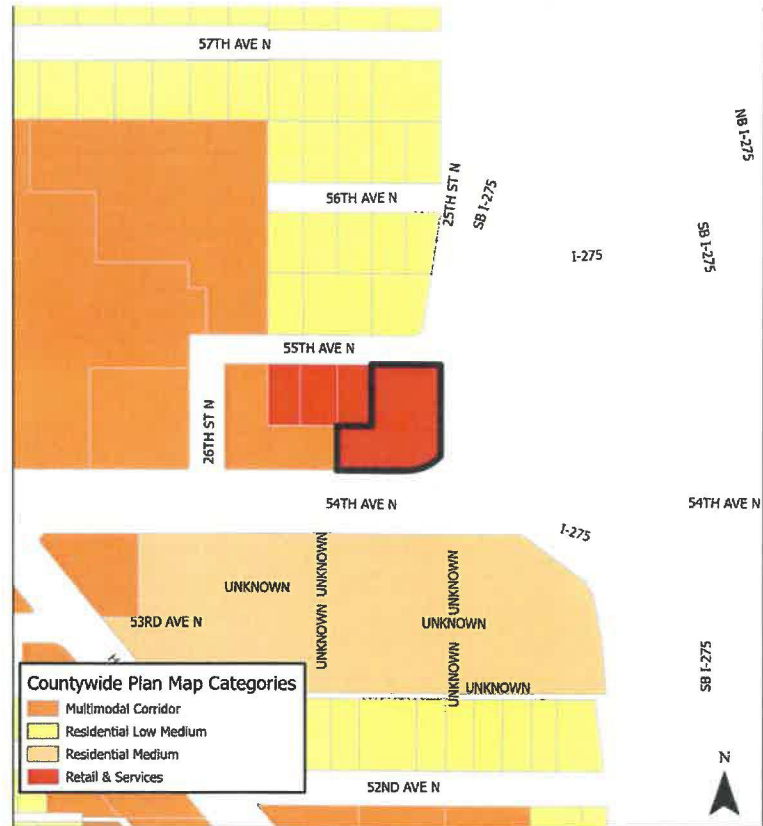 57TH AVE N
NB I-275
56TH AVE N
25TH ST N
SB I-275
SB I-275
I-275
55TH AVE N
26TH ST N
54TH AVE N
54TH AVE N
I-275
UNKNOWN
UNKNOWN
UNKNOWN
53RD AVE N
UNKNOWN
UNKNOWN
UNKNOWN
UNKNOWN
SB I-275
Countywide Plan Map Categories
Multimodal Corridor
Residential Low Medium
Residential Medium
Retail & Services
52ND AVE N
N